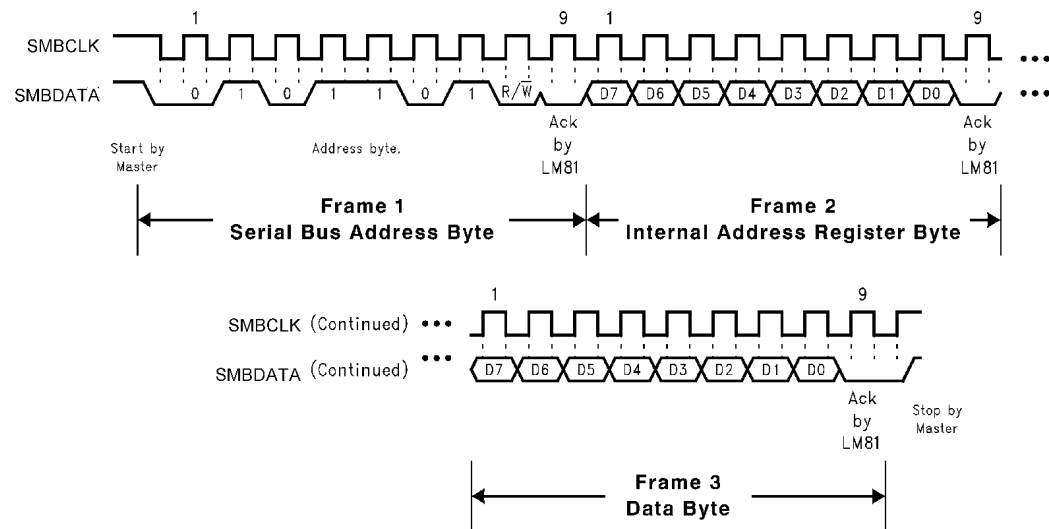 1 9 1 9
SMBCLK
SMBDATA 0 1 0 1 1 0 1 R/W̅ D7 D6 D5 D4 D3 D2 D1 D0
Start by
Master
Address byte.
Ack
by
LM81
Ack
by
LM81
Frame 1
Serial Bus Address Byte
Frame 2
Internal Address Register Byte
1 9
SMBCLK (Continued)
SMBDATA (Continued) D7 D6 D5 D4 D3 D2 D1 D0
Ack
by
LM81
Stop by
Master
Frame 3
Data Byte